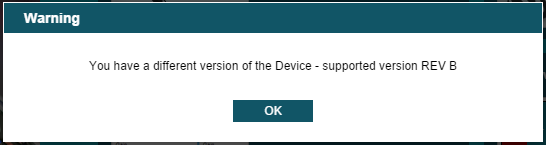 Warning
You have a different version of the Device - supported version REV B
OK